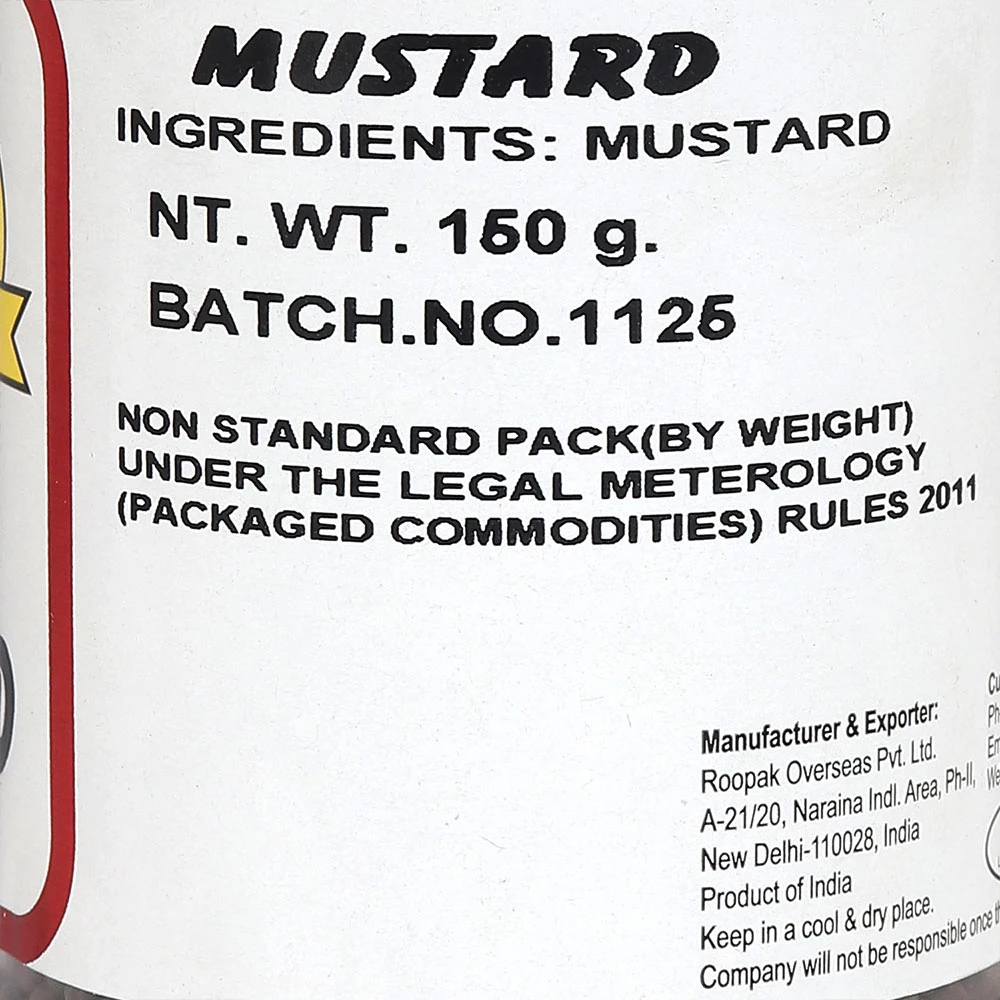 MUSTARD
INGREDIENTS: MUSTARD
NT. WT. 150 g.
BATCH.NO.1125
NON STANDARD PACK(BY WEIGHT)
UNDER THE LEGAL METEROLOGY
(PACKAGED COMMODITIES) RULES 2011
Manufacturer & Exporter:
Roopak Overseas Pvt. Ltd.
A-21/20, Naraina Indl. Area, Ph-II,
New Delhi-110028, India
Product of India
Keep in a cool & dry place.
Company will not be responsible once